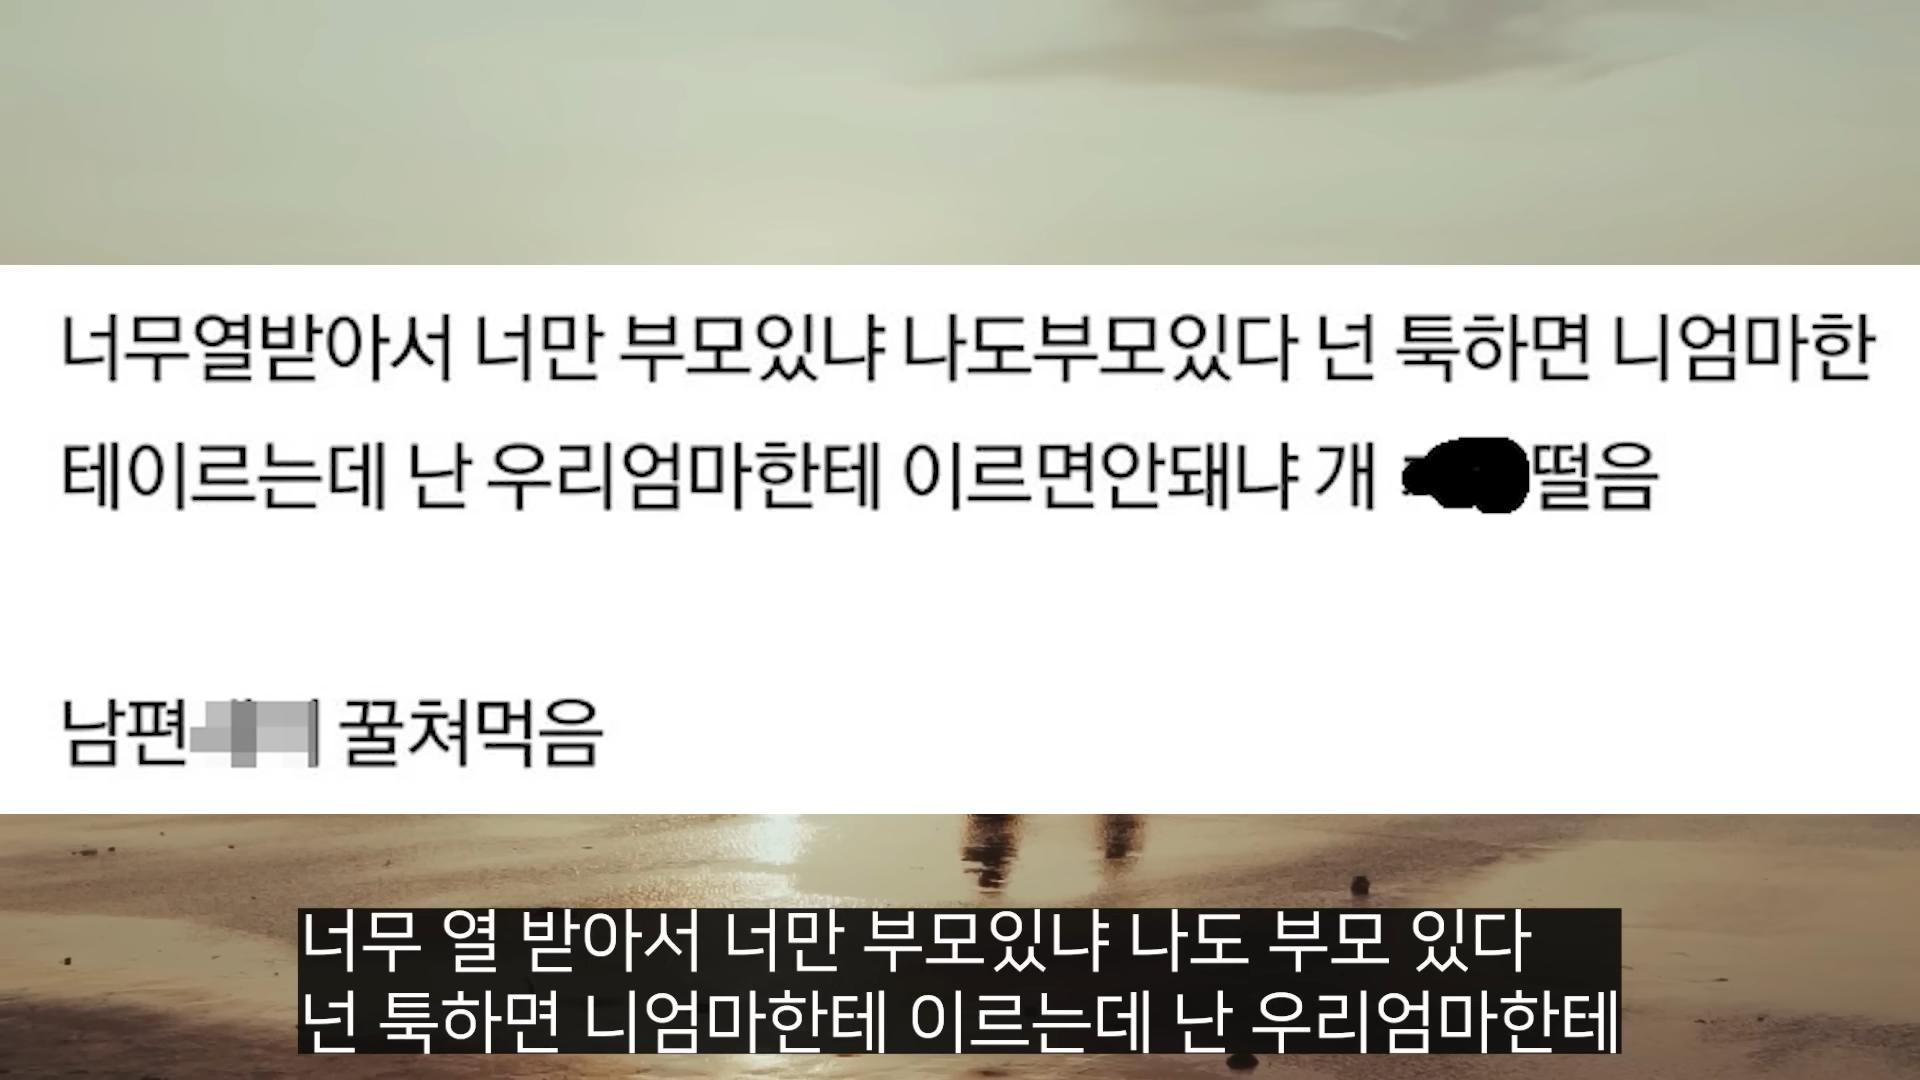 너무열받아서 너만 부모있냐 나도부모있다 넌 툭하면 니엄마한
테이르는데 난 우리엄마한테 이르면안돼냐 개 떨음
남편 꿀쳐먹음
너무 열 받아서 너만 부모있냐 나도 부모 있다
넌 툭하면 니엄마한테 이르는데 난 우리엄마한테